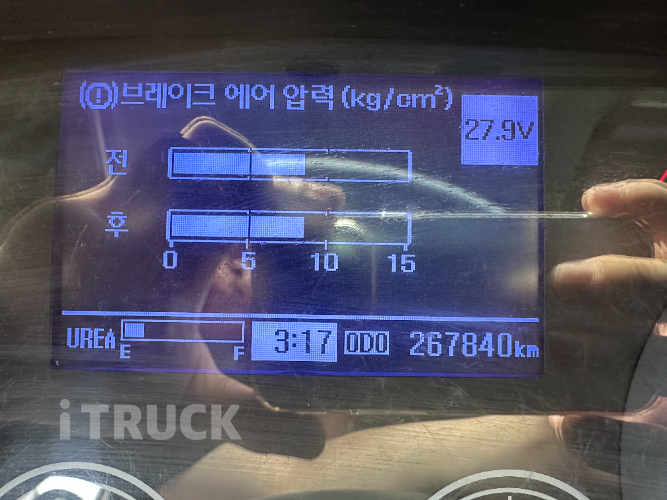 (!)브레이크 에어 압력 (kg/cm²)
27.9V
전
후
0 5 10 15
UREA E F 3:17 ODO 267840km
iTRUCK